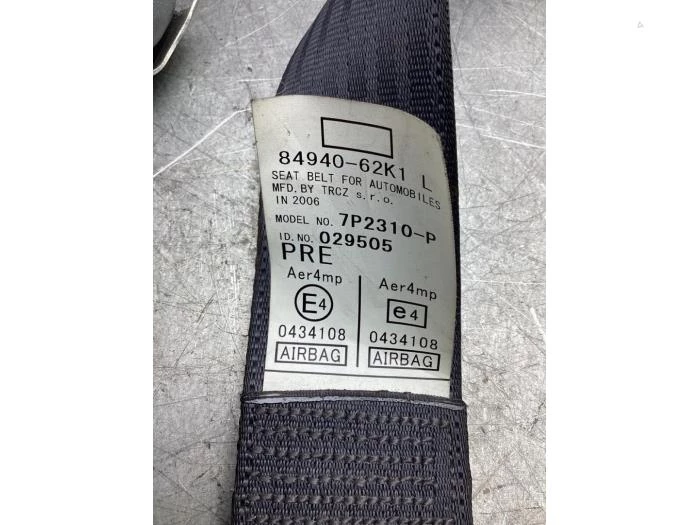 84940-62K1 L
SEAT BELT FOR AUTOMOBILES
MFD. BY TRCZ s.r.o.
IN 2006
MODEL NO. 7P2310-P
ID.NO. 029505
PRE
Aer4mp Aer4mp
E4 e4
0434108 0434108
AIRBAG AIRBAG